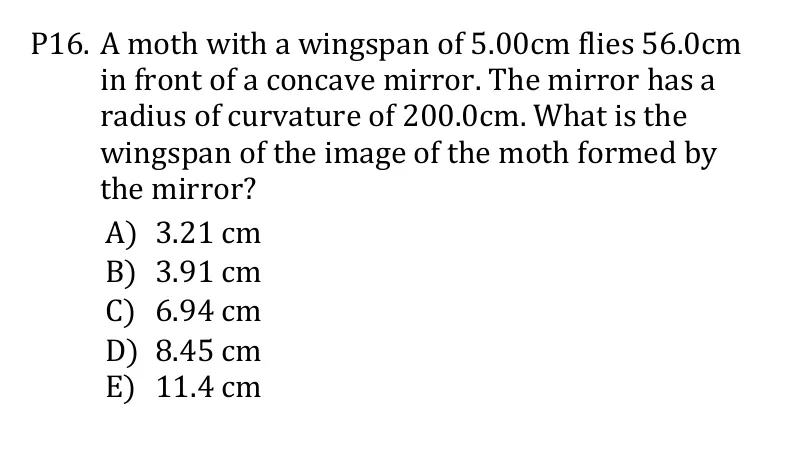 P16. A moth with a wingspan of 5.00cm flies 56.0cm
in front of a concave mirror. The mirror has a
radius of curvature of 200.0cm. What is the
wingspan of the image of the moth formed by
the mirror?
A) 3.21 cm
B) 3.91 cm
C) 6.94 cm
D) 8.45 cm
E) 11.4 cm